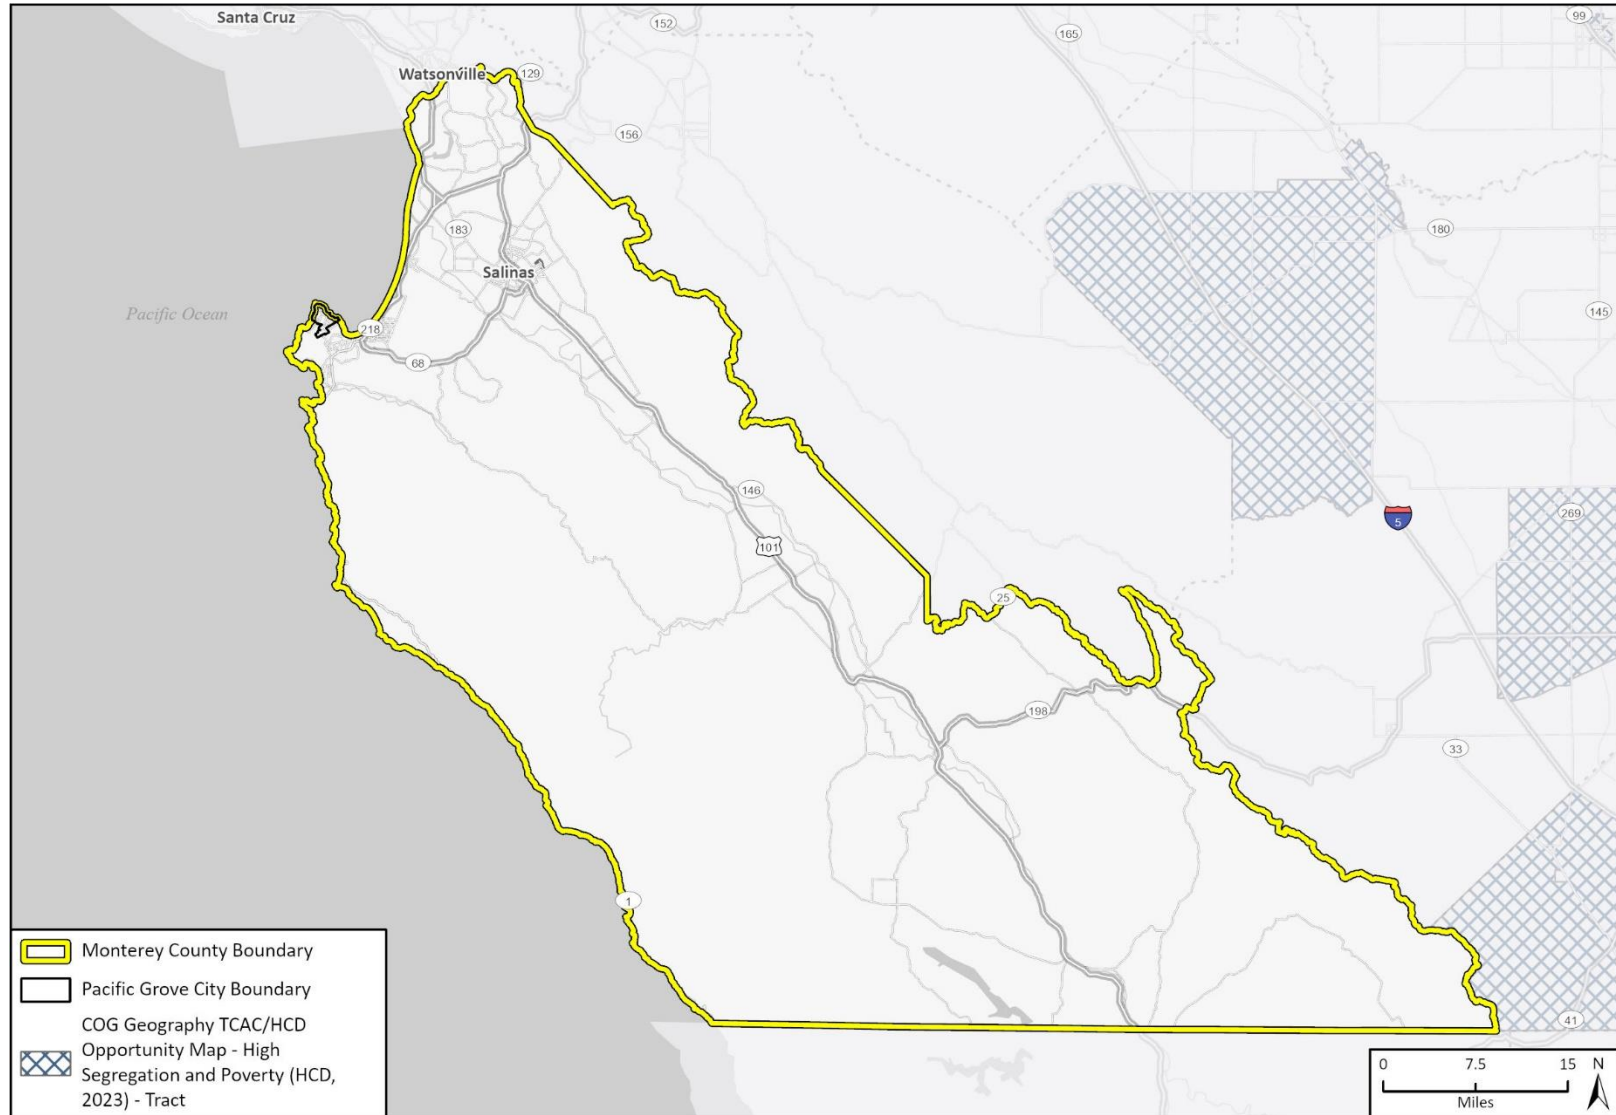 Santa Cruz
152
99
165
Watsonville
129
156
180
183
Salinas
Pacific Ocean
145
218
68
146
269
5
101
25
198
33
1
41
Monterey County Boundary
Pacific Grove City Boundary
COG Geography TCAC/HCD
Opportunity Map - High
Segregation and Poverty (HCD,
2023) - Tract
0 7.5 15 N
Miles